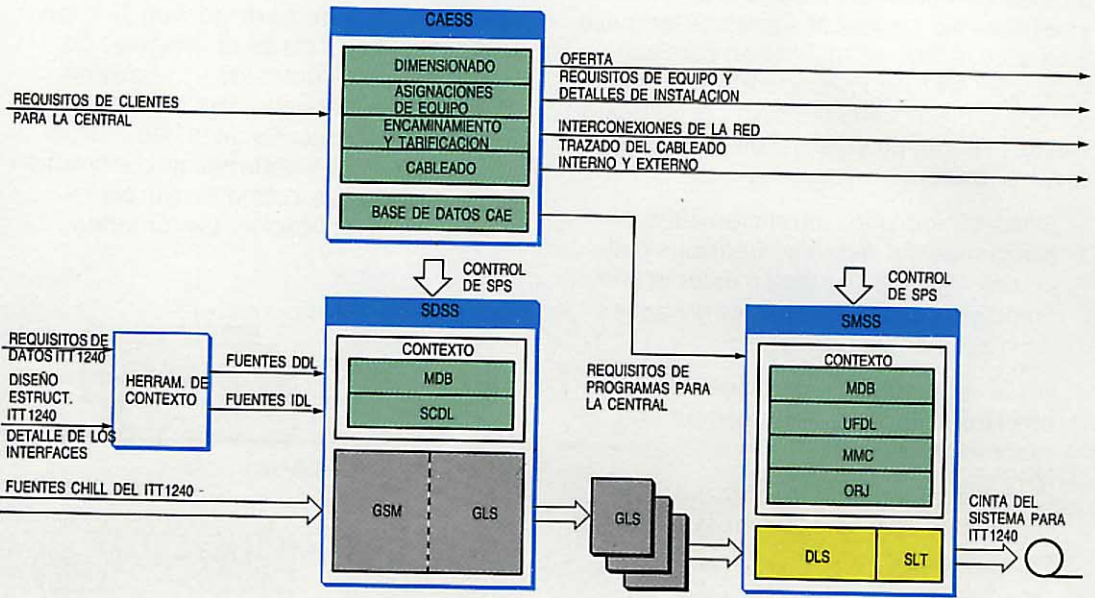 CAESS
DIMENSIONADO
ASIGNACIONES
DE EQUIPO
ENCAMINAMIENTO
Y TARIFICACION
CABLEADO
BASE DE DATOS CAE
REQUISITOS DE CLIENTES
PARA LA CENTRAL
OFERTA
REQUISITOS DE EQUIPO Y
DETALLES DE INSTALACION
INTERCONEXIONES DE LA RED
TRAZADO DEL CABLEADO
INTERNO Y EXTERNO
CONTROL
DE SPS
CONTROL
DE SPS
REQUISITOS DE
DATOS ITT1240
DISEÑO
ESTRUCT.
ITT1240
DETALLE DE LOS
INTERFACES
HERRAM. DE
CONTEXTO
FUENTES DDL
FUENTES IDL
FUENTES CHILL DEL ITT1240
SDSS
CONTEXTO
MDB
SCDL
GSM
GLS
REQUISITOS DE
PROGRAMAS PARA
LA CENTRAL
GLS
SMSS
CONTEXTO
MDB
UFDL
MMC
ORJ
DLS
SLT
CINTA DEL
SISTEMA PARA
ITT1240